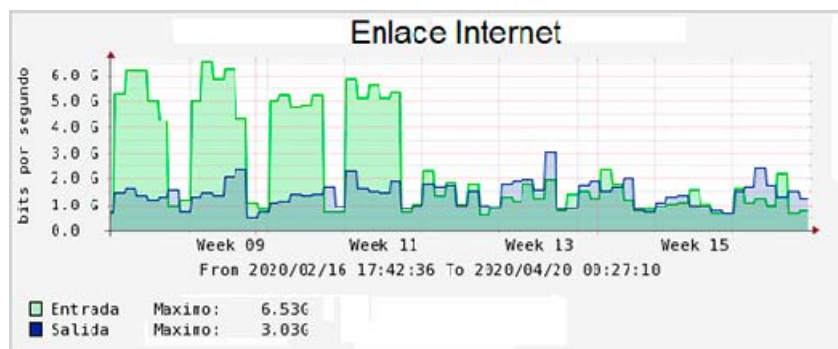 Enlace Internet
bits por segundo
6.0 G
5.0 G
4.0 G
3.0 G
2.0 G
1.0 G
0.0
Week 09 Week 11 Week 13 Week 15
From 2020/02/16 17:42:36 To 2020/04/20 00:27:10
Entrada Maximo: 6.53G
Salida Maximo: 3.03G